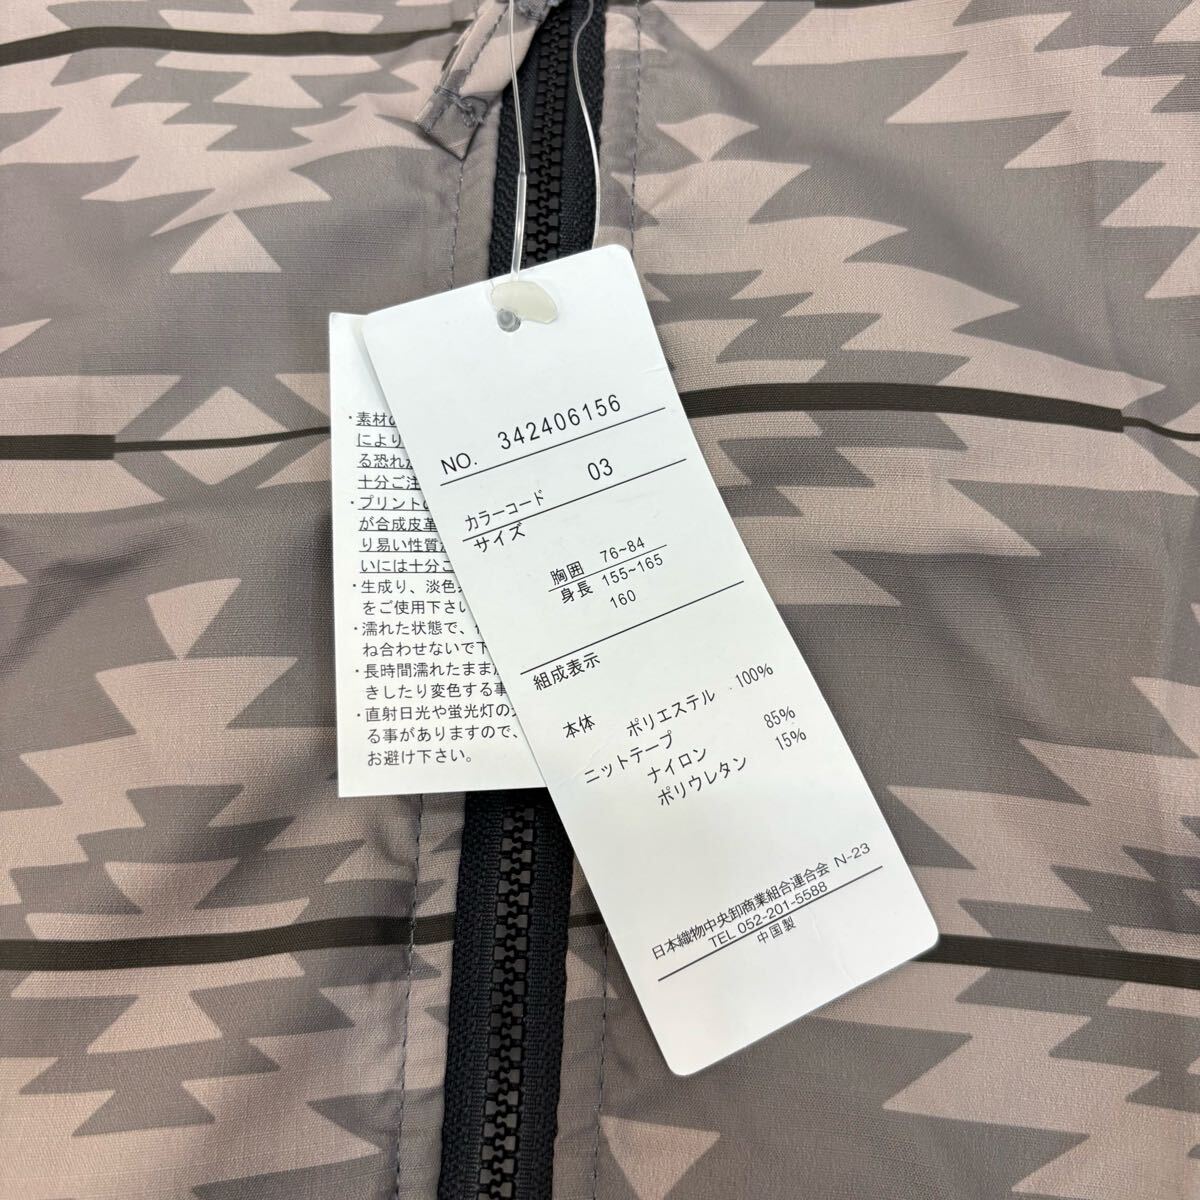 NO. 342406156
カラーコード 03
サイズ
胸囲 76~84
身長 155~165
160
組成表示
本体 ポリエステル 100%
ニットテープ
ナイロン 85%
ポリウレタン 15%
日本織物中央卸商業組合連合会 N-23
TEL 052-201-5588
中国製
・素材の
により
る恐れが
十分ご注
・プリントの
が合成皮革
り易い性質
いには十分ご
・生成り、淡色
をご使用下さい
・濡れた状態で、
ね合わせないで下
・長時間濡れたまま
きしたり変色する事
・直射日光や蛍光灯の
る事がありますので、
お避け下さい。